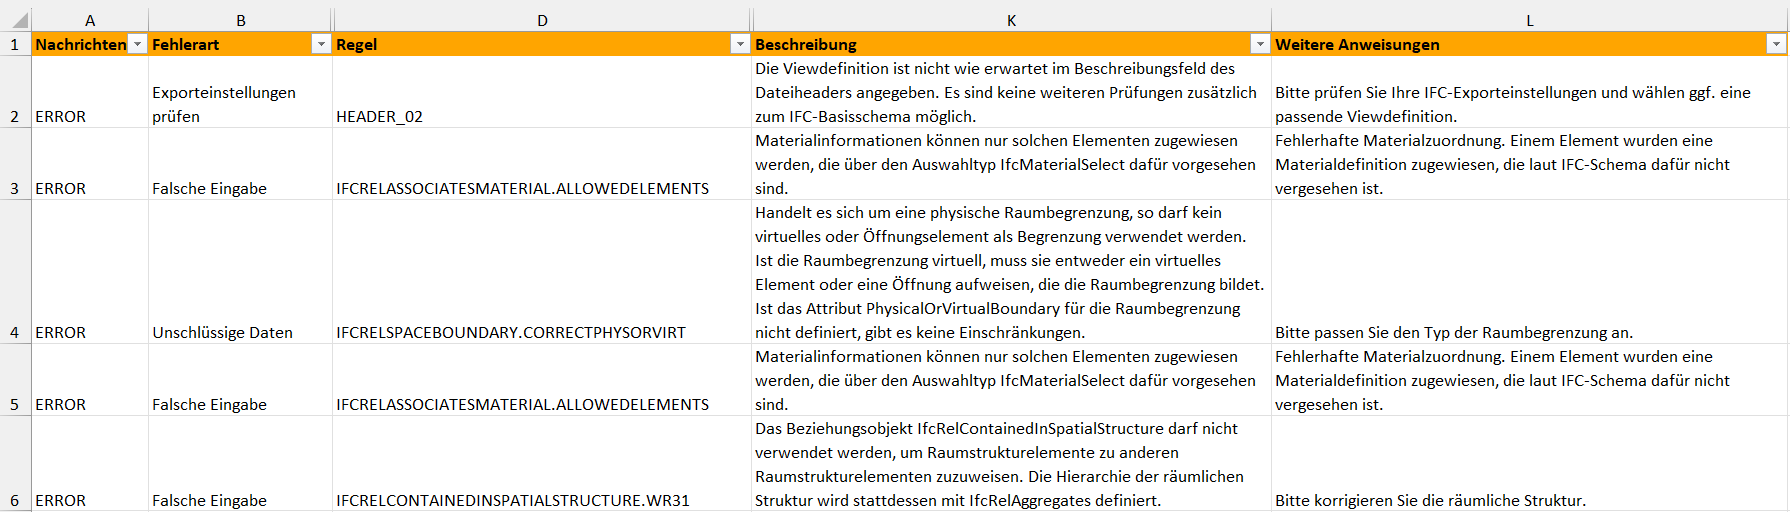 A B D K L
1 Nachrichten Fehlerart Regel Beschreibung Weitere Anweisungen
Die Viewdefinition ist nicht wie erwartet im Beschreibungsfeld des
Exporteinstellungen Dateiheaders angegeben. Es sind keine weiteren Prüfungen zusätzlich Bitte prüfen Sie Ihre IFC-Exporteinstellungen und wählen ggf. eine
2 ERROR prüfen HEADER_02 zum IFC-Basisschema möglich. passende Viewdefinition.
Materialinformationen können nur solchen Elementen zugewiesen Fehlerhafte Materialzuordnung. Einem Element wurden eine
werden, die über den Auswahltyp IfcMaterialSelect dafür vorgesehen Materialdefinition zugewiesen, die laut IFC-Schema dafür nicht
3 ERROR Falsche Eingabe IFCRELASSOCIATESMATERIAL.ALLOWEDELEMENTS sind. vergesehen ist.
Handelt es sich um eine physische Raumbegrenzung, so darf kein
virtuelles oder Öffnungselement als Begrenzung verwendet werden.
Ist die Raumbegrenzung virtuell, muss sie entweder ein virtuelles
Element oder eine Öffnung aufweisen, die die Raumbegrenzung bildet.
Ist das Attribut PhysicalOrVirtualBoundary für die Raumbegrenzung
4 ERROR Unschlüssige Daten IFCRELSPACEBOUNDARY.CORRECTPHYSORVIRT nicht definiert, gibt es keine Einschränkungen. Bitte passen Sie den Typ der Raumbegrenzung an.
Materialinformationen können nur solchen Elementen zugewiesen Fehlerhafte Materialzuordnung. Einem Element wurden eine
werden, die über den Auswahltyp IfcMaterialSelect dafür vorgesehen Materialdefinition zugewiesen, die laut IFC-Schema dafür nicht
5 ERROR Falsche Eingabe IFCRELASSOCIATESMATERIAL.ALLOWEDELEMENTS sind. vergesehen ist.
Das Beziehungsobjekt IfcRelContainedInSpatialStructure darf nicht
verwendet werden, um Raumstrukturelemente zu anderen
Raumstrukturelementen zuzuweisen. Die Hierarchie der räumlichen
6 ERROR Falsche Eingabe IFCRELCONTAINEDINSPATIALSTRUCTURE.WR31 Struktur wird stattdessen mit IfcRelAggregates definiert. Bitte korrigieren Sie die räumliche Struktur.